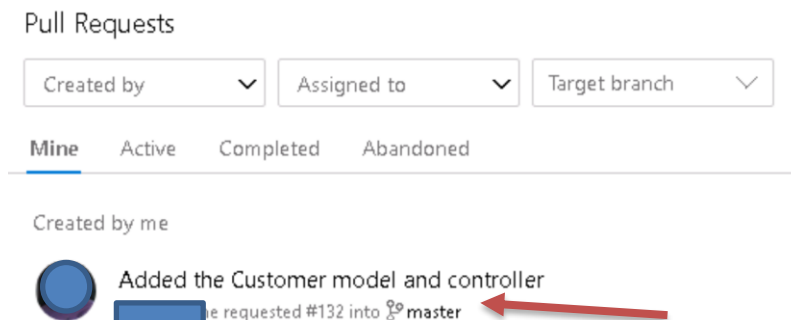 Pull Requests
Created by Assigned to Target branch
Mine Active Completed Abandoned
Created by me
Added the Customer model and controller
requested #132 into master